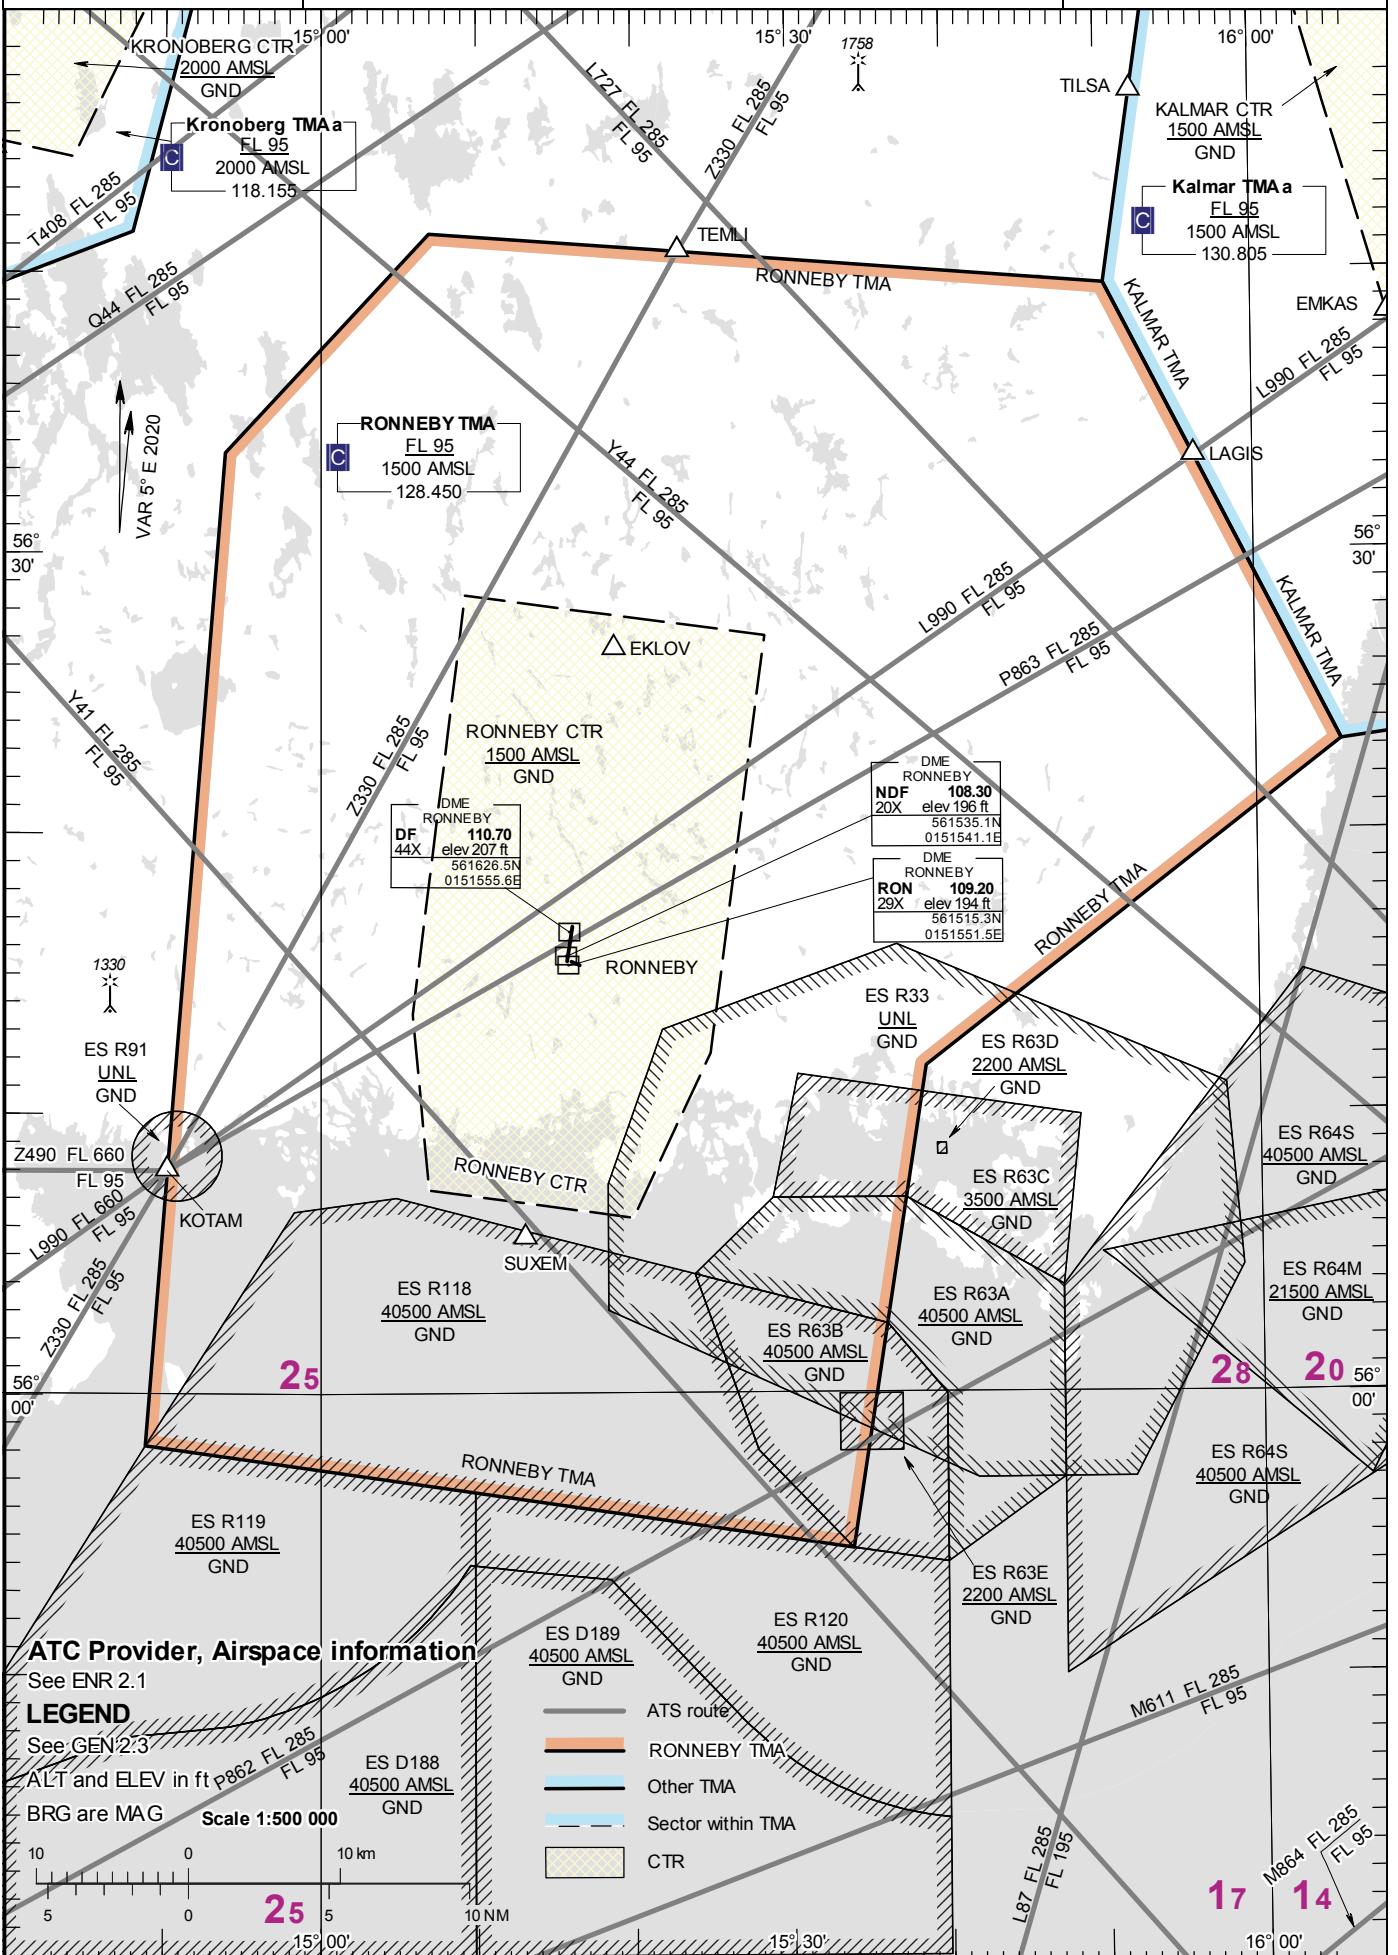 15° 00'
15° 30'
16° 00'
1758
KRONOBERG CTR
2000 AMSL
GND
Kronoberg TMA a
FL 95
2000 AMSL
118.155
C
L727 FL 285
FL 95
Z330 FL 285
FL 95
TILSA
KALMAR CTR
1500 AMSL
GND
Kalmar TMA a
FL 95
1500 AMSL
130.805
C
T408 FL 285
FL 95
Q44 FL 285
FL 95
TEMLI
RONNEBY TMA
KALMAR TMA
EMKAS
L990 FL 285
FL 95
VAR 5° E 2020
RONNEBY TMA
FL 95
1500 AMSL
128.450
C
Y44 FL 285
FL 95
LAGIS
56°
30'
56°
30'
L990 FL 285
FL 95
KALMAR TMA
P863 FL 285
FL 95
EKLOV
Y41 FL 285
FL 95
Z330 FL 285
FL 95
RONNEBY CTR
1500 AMSL
GND
DME
RONNEBY
DF 110.70
44X elev 207 ft
561626.5N
0151555.6E
DME
RONNEBY
NDF 108.30
20X elev 196 ft
561535.1N
0151541.1E
DME
RONNEBY
RON 109.20
29X elev 194 ft
561515.3N
0151551.5E
RONNEBY TMA
RONNEBY
1330
ES R33
UNL
GND
ES R91
UNL
GND
ES R63D
2200 AMSL
GND
Z490 FL 660
FL 95
L990 FL 660
FL 95
KOTAM
RONNEBY CTR
ES R63C
3500 AMSL
GND
ES R64S
40500 AMSL
GND
SUXEM
Z330 FL 285
FL 95
ES R118
40500 AMSL
GND
ES R63A
40500 AMSL
GND
ES R63B
40500 AMSL
GND
ES R64M
21500 AMSL
GND
25
28
20
56°
00'
56°
00'
RONNEBY TMA
ES R64S
40500 AMSL
GND
ES R119
40500 AMSL
GND
ES R63E
2200 AMSL
GND
ES D189
40500 AMSL
GND
ES R120
40500 AMSL
GND
ATC Provider, Airspace information
See ENR 2.1
LEGEND
See GEN 2.3
ALT and ELEV in ft
BRG are MAG
Scale 1:500 000
P862 FL 285
FL 95
ES D188
40500 AMSL
GND
ATS route
RONNEBY TMA
Other TMA
Sector within TMA
CTR
M611 FL 285
FL 95
L87 FL 285
FL 195
M864 FL 285
FL 95
10 0 10 km
5 0 5 10 NM
25
17
14
15° 00'
15° 30'
16° 00'